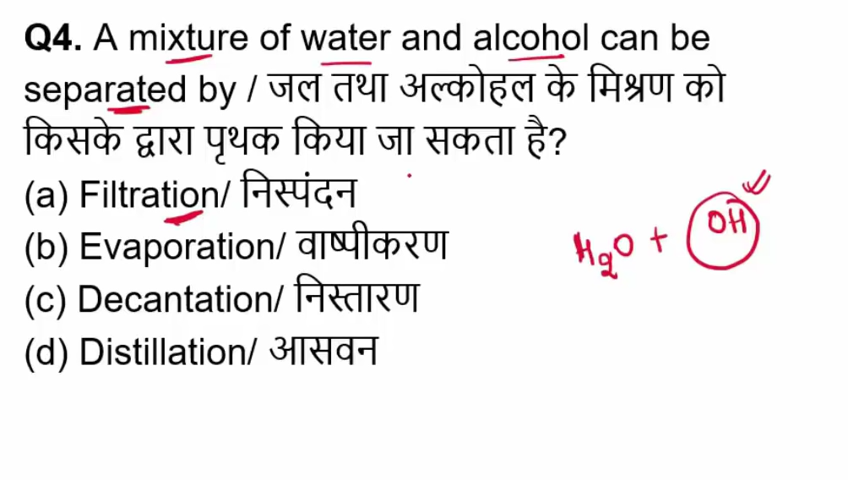 Q4. A mixture of water and alcohol can be
separated by / जल तथा अल्कोहल के मिश्रण को
किसके द्वारा पृथक किया जा सकता है?
(a) Filtration/ निस्पंदन
(b) Evaporation/ वाष्पीकरण
(c) Decantation/ निस्तारण
(d) Distillation/ आसवन
H₂O + OH